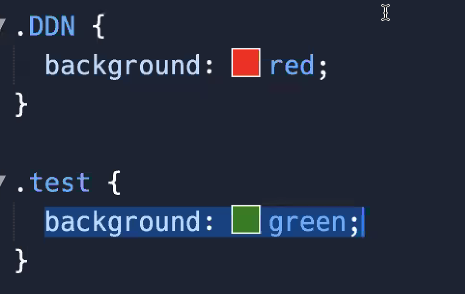 .DDN {
background: red;
}
.test {
background: green;
}